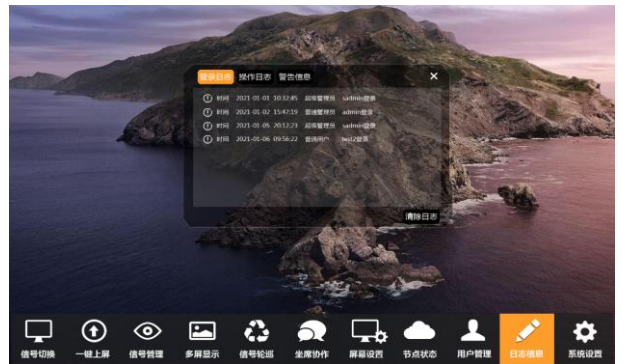 登录日志 操作日志 警告信息 ×
时间 2021-01-01 10:32:45 超级管理员 sadmin登录
时间 2021-01-02 15:47:19 普通管理员 admin登录
时间 2021-01-05 20:12:23 超级管理员 sadmin登录
时间 2021-01-06 09:56:22 普通用户 test2登录
清除日志
信号切换 一键上屏 信号管理 多屏显示 信号轮巡 坐席协作 屏幕设置 节点状态 用户管理 日志信息 系统设置